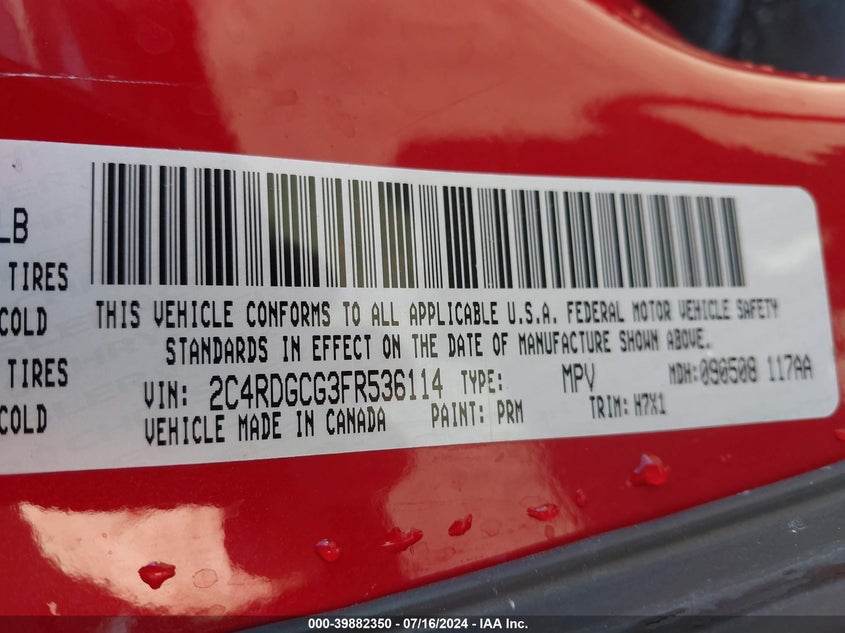 LB
TIRES
COLD
TIRES
COLD
THIS VEHICLE CONFORMS TO ALL APPLICABLE U.S.A. FEDERAL MOTOR VEHICLE SAFETY
STANDARDS IN EFFECT ON THE DATE OF MANUFACTURE SHOWN ABOVE.
VIN: 2C4RDGCG3FR536114 TYPE: MPV MDH:090508 117AA
VEHICLE MADE IN CANADA PAINT: PRM TRIM: H7X1
000-39882350 - 07/16/2024 - IAA Inc.